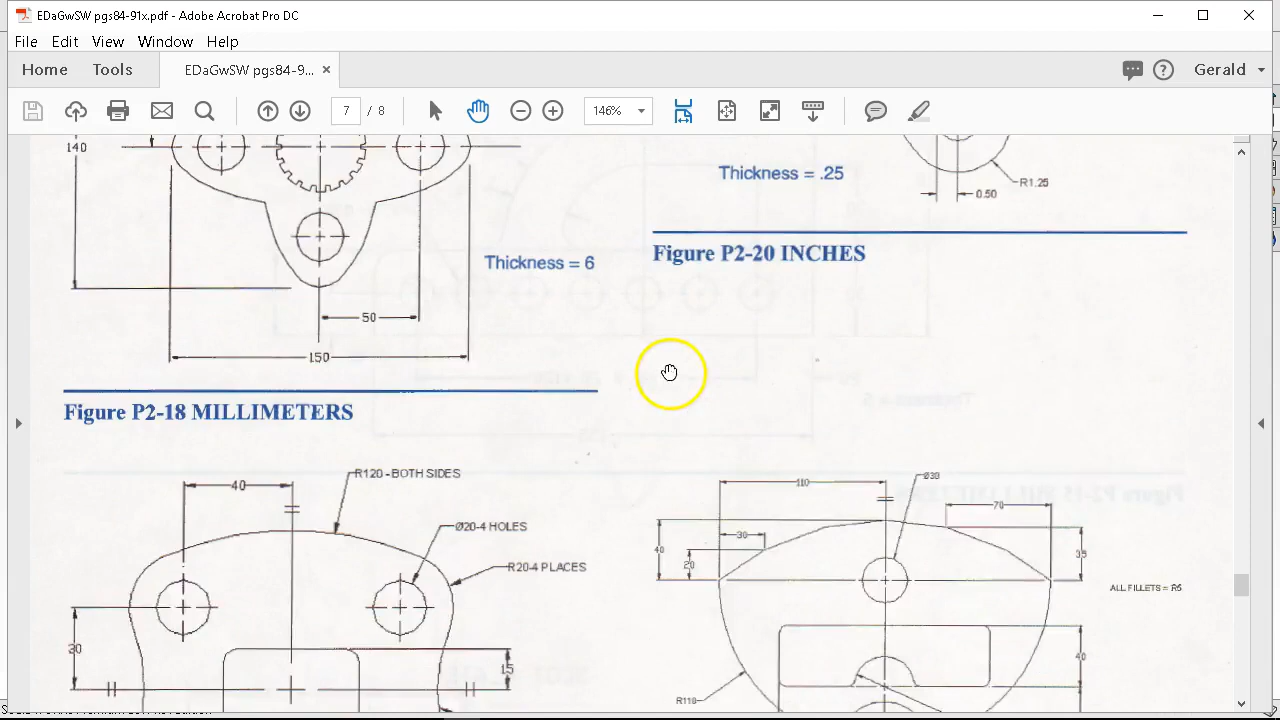 EDaGwSW pgs84-91x.pdf - Adobe Acrobat Pro DC
File Edit View Window Help
Home Tools EDaGwSW pgs84-9... ×
Gerald
7 / 8
146%
140
Thickness = .25
R1.25
0.50
Figure P2-20 INCHES
Thickness = 6
50
150
Figure P2-18 MILLIMETERS
R120 - BOTH SIDES
40
Ø20-4 HOLES
R20-4 PLACES
30
15
110
Ø30
70
30
40
20
35
ALL FILLETS = R5
40
R110